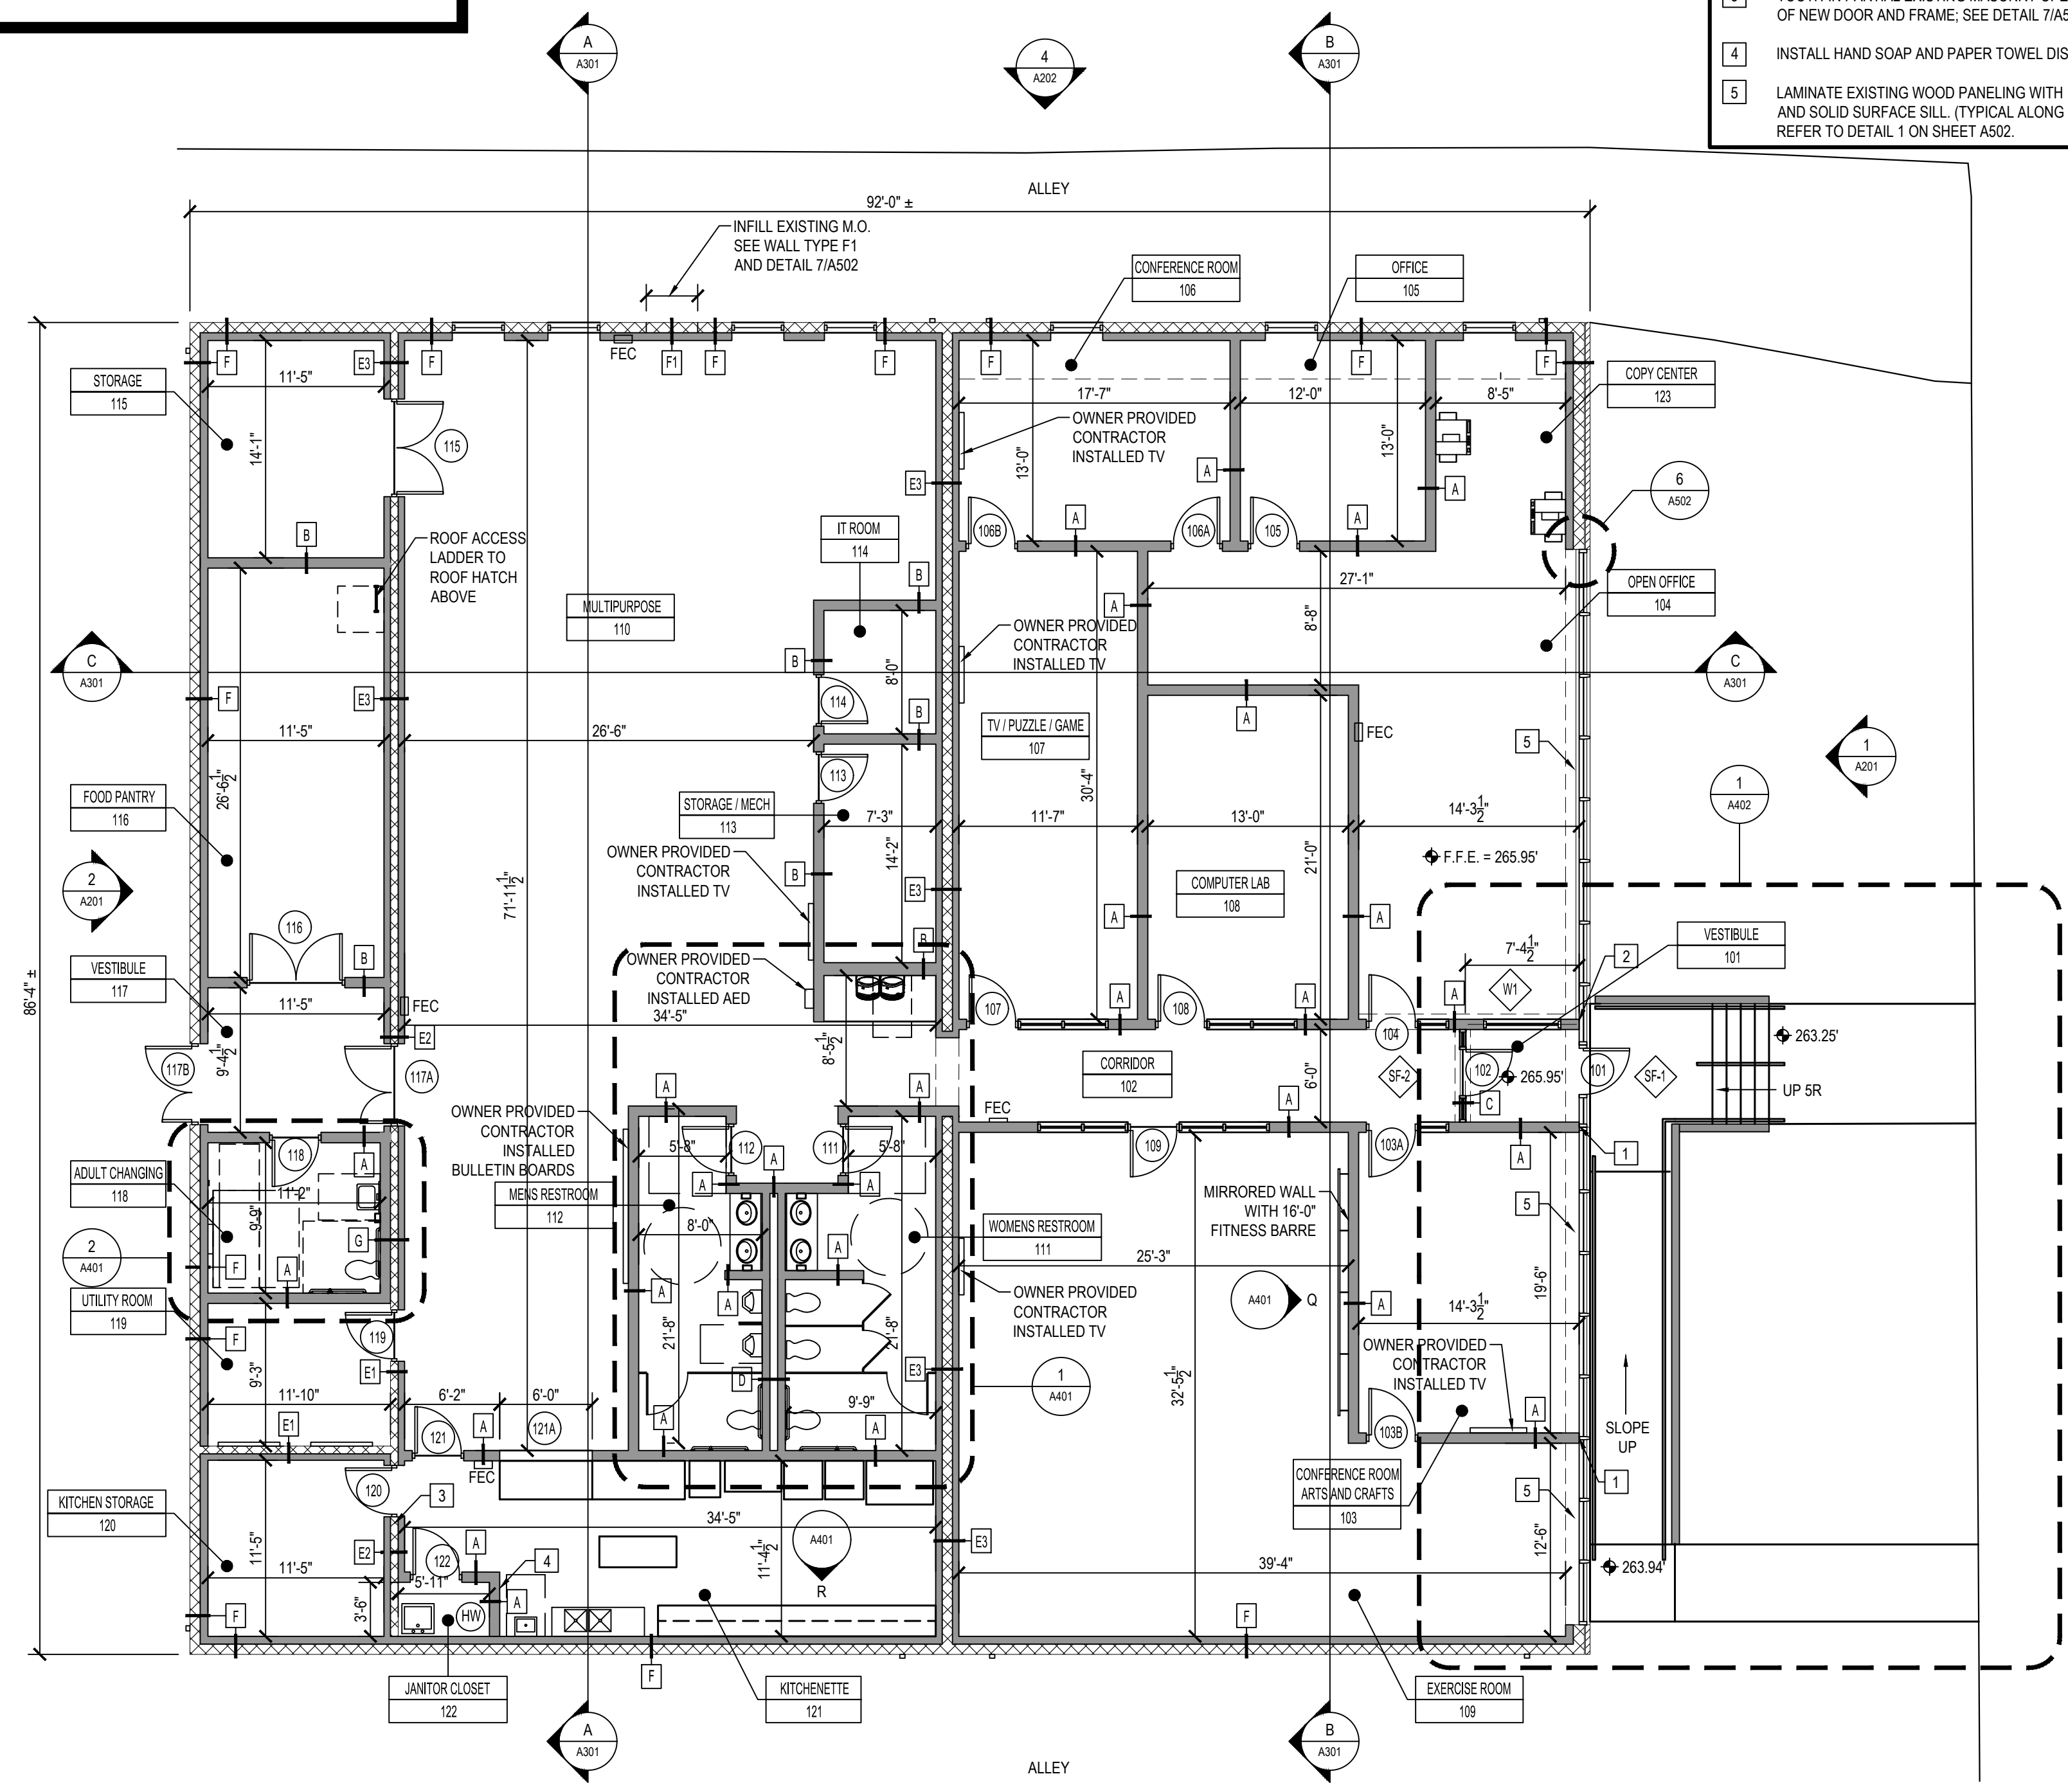 OF NEW DOOR AND FRAME; SEE DETAIL 7/A5
4
INSTALL HAND SOAP AND PAPER TOWEL DIS
5
LAMINATE EXISTING WOOD PANELING WITH
AND SOLID SURFACE SILL. (TYPICAL ALONG
REFER TO DETAIL 1 ON SHEET A502.
A
A301
4
A202
B
A301
ALLEY
92'-0" ±
INFILL EXISTING M.O.
SEE WALL TYPE F1
AND DETAIL 7/A502
CONFERENCE ROOM
106
OFFICE
105
FEC
F
E3
F
F1
F
F
F
F
F
STORAGE
115
11'-5"
14'-1"
115
COPY CENTER
123
17'-7"
12'-0"
8'-5"
OWNER PROVIDED
CONTRACTOR
INSTALLED TV
13'-0"
13'-0"
A
A
E3
6
A502
106B
A
106A
105
A
B
ROOF ACCESS
LADDER TO
ROOF HATCH
ABOVE
IT ROOM
114
B
27'-1"
OPEN OFFICE
104
MULTIPURPOSE
110
A
8'-8"
OWNER PROVIDED
CONTRACTOR
INSTALLED TV
C
A301
C
A301
B
8'-0"
F
E3
114
B
A
FEC
TV / PUZZLE / GAME
107
11'-5"
26'-6"
5
1
A201
26'-6 1/2"
113
30'-4"
1
A402
FOOD PANTRY
116
STORAGE / MECH
113
7'-3"
11'-7"
13'-0"
14'-3 1/2"
OWNER PROVIDED
CONTRACTOR
INSTALLED TV
14'-2"
B
E3
F.F.E. = 265.95'
21'-0"
COMPUTER LAB
108
2
A201
71'-11 1/2"
A
A
116
B
B
7'-4 1/2"
2
VESTIBULE
101
VESTIBULE
117
OWNER PROVIDED
CONTRACTOR
INSTALLED AED
W1
86'-4" ±
11'-5"
FEC
34'-5"
107
A
108
A
A
E2
9'-4 1/2"
8'-5 1/2"
104
263.25'
117B
117A
CORRIDOR
102
6'-0"
SF-2
102
265.95'
101
SF-1
UP 5R
C
A
A
FEC
A
OWNER PROVIDED
CONTRACTOR
INSTALLED
BULLETIN BOARDS
5'-8"
112
A
111
5'-8"
109
103A
A
1
118
A
ADULT CHANGING
118
11'-2"
9'-9"
A
A
MENS RESTROOM
112
MIRRORED WALL
WITH 16'-0"
FITNESS BARRE
5
8'-0"
WOMENS RESTROOM
111
2
A401
G
F
A
A
25'-3"
19'-6"
UTILITY ROOM
119
A
A
OWNER PROVIDED
CONTRACTOR
INSTALLED TV
A401
Q
A
14'-3 1/2"
F
119
21'-8"
21'-8"
OWNER PROVIDED
CONTRACTOR
INSTALLED TV
9'-3"
E1
D
E3
1
A401
32'-5 1/2"
11'-10"
6'-2"
6'-0"
9'-9"
E1
121
A
121A
A
A
103B
A
SLOPE
UP
FEC
CONFERENCE ROOM
ARTS AND CRAFTS
103
1
120
KITCHEN STORAGE
120
3
5
34'-5"
11'-5"
E2
122
A
4
A401
R
E3
11'-4 1/2"
11'-5"
39'-4"
12'-6"
263.94'
5'-11"
3'-6"
HW
A
F
F
F
JANITOR CLOSET
122
KITCHENETTE
121
EXERCISE ROOM
109
A
A301
B
A301
ALLEY